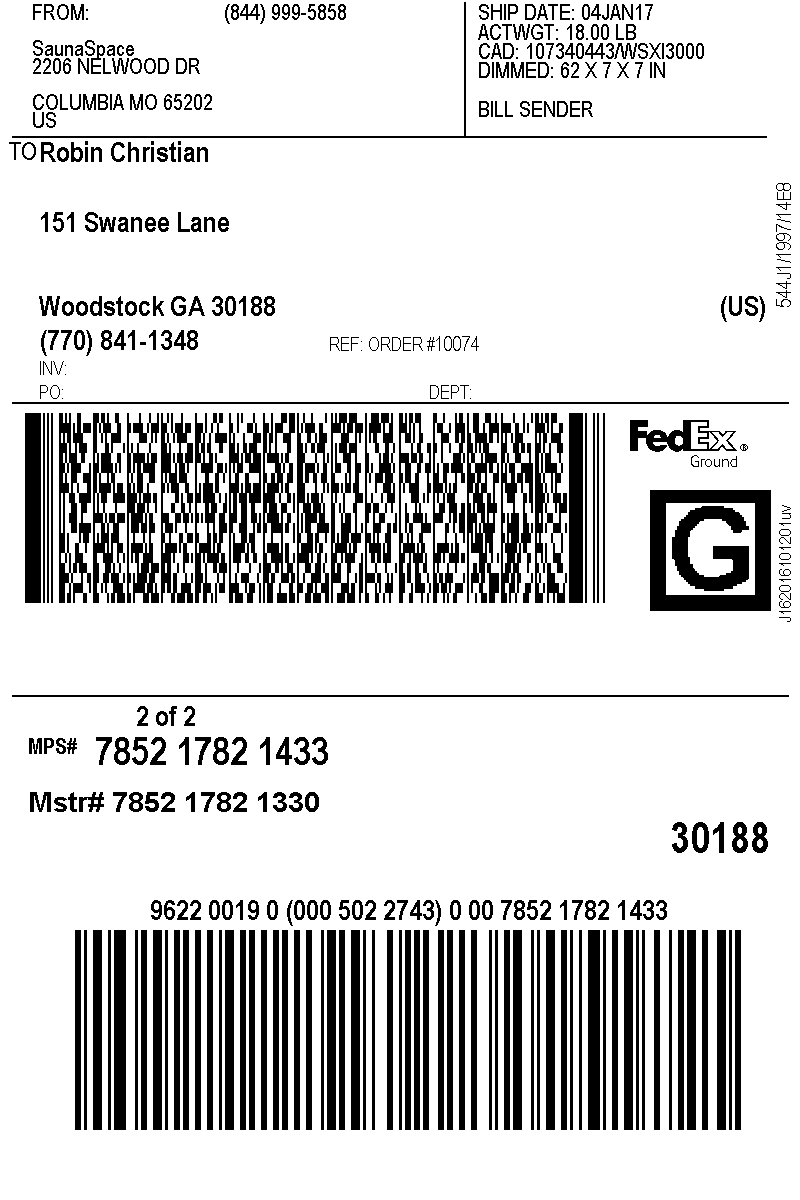 FROM: (844) 999-5858
SaunaSpace
2206 NELWOOD DR
COLUMBIA MO 65202
US
SHIP DATE: 04JAN17
ACTWGT: 18.00 LB
CAD: 107340443/WSXI3000
DIMMED: 62 X 7 X 7 IN
BILL SENDER
TO Robin Christian
151 Swanee Lane
Woodstock GA 30188 (US)
(770) 841-1348 REF: ORDER #10074
INV:
PO: DEPT:
544J1/1997/14E8
FedEx ®
Ground
G
J162016101201uv
2 of 2
MPS# 7852 1782 1433
Mstr# 7852 1782 1330
30188
9622 0019 0 (000 502 2743) 0 00 7852 1782 1433